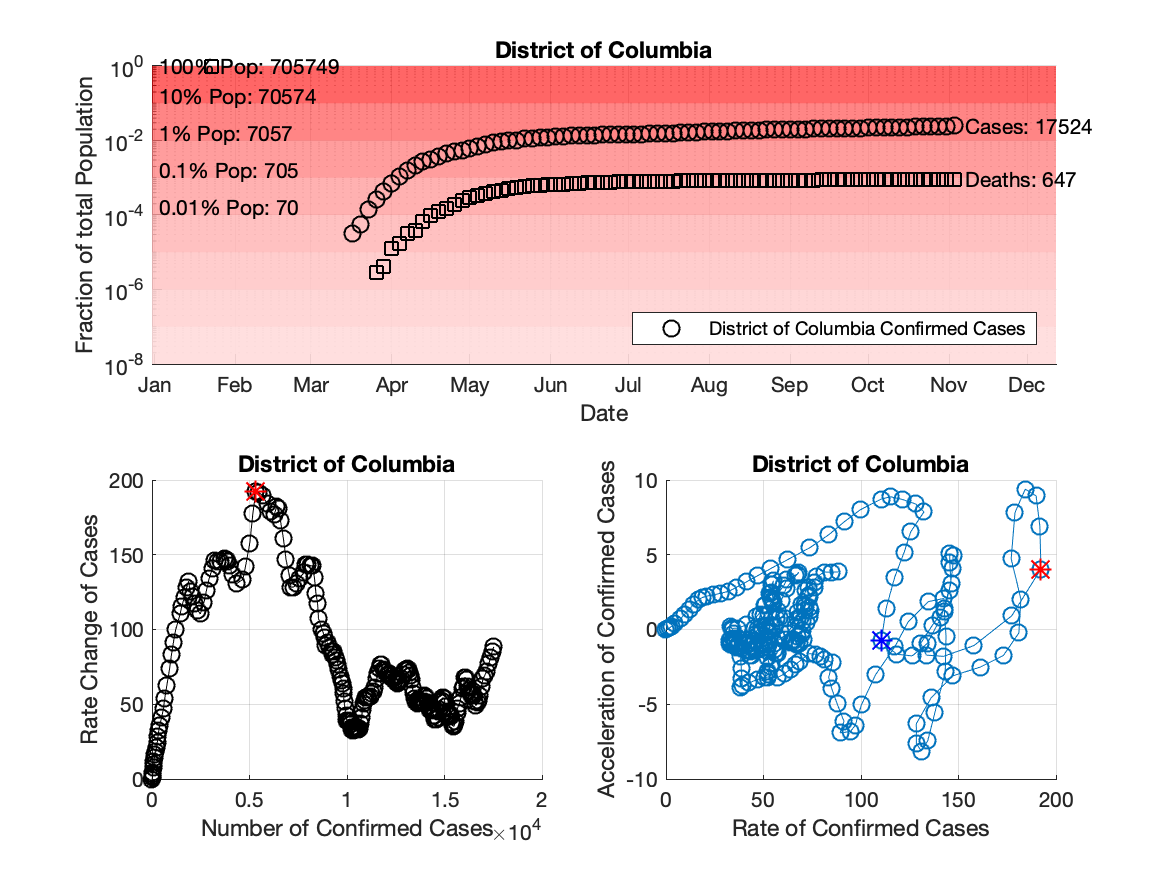 District of Columbia
10^0
10^-2
10^-4
10^-6
10^-8
Fraction of total Population
100% Pop: 705749
10% Pop: 70574
1% Pop: 7057
0.1% Pop: 705
0.01% Pop: 70
Cases: 17524
Deaths: 647
District of Columbia Confirmed Cases
Jan Feb Mar Apr May Jun Jul Aug Sep Oct Nov Dec
Date
District of Columbia
200
150
100
50
0
Rate Change of Cases
0 0.5 1 1.5 2
Number of Confirmed Cases ×10^4
District of Columbia
10
5
0
-5
-10
Acceleration of Confirmed Cases
0 50 100 150 200
Rate of Confirmed Cases